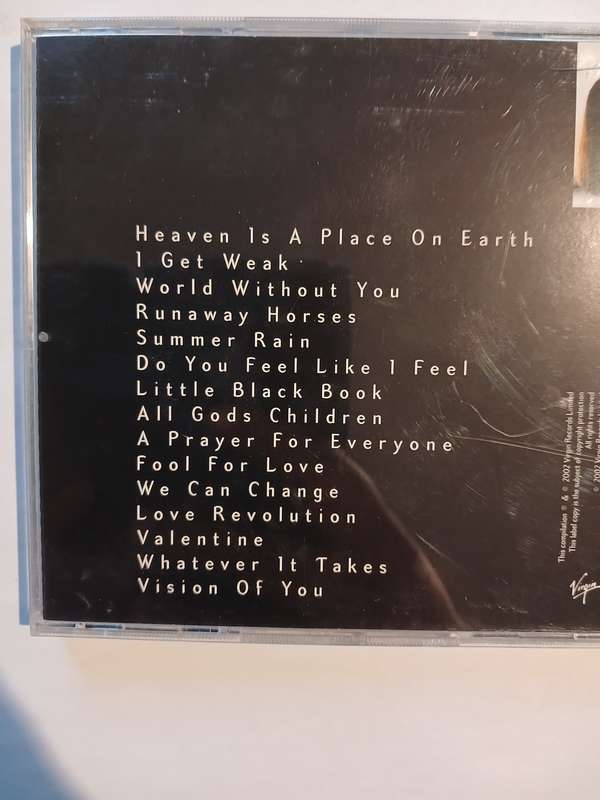 Heaven Is A Place On Earth
I Get Weak
World Without You
Runaway Horses
Summer Rain
Do You Feel Like I Feel
Little Black Book
All Gods Children
A Prayer For Everyone
Fool For Love
We Can Change
Love Revolution
Valentine
Whatever It Takes
Vision Of You
This compilation ℗ & © 2002 Virgin Records Limited
This label copy is the subject of copyright protection
All rights reserved
© 2002 Virgin
Virgin